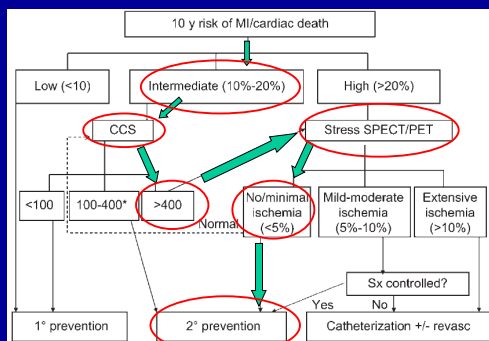 10 y risk of MI/cardiac death
Low (<10)
Intermediate (10%-20%)
High (>20%)
CCS
Stress SPECT/PET
<100
100-400*
>400
Normal
No/minimal
ischemia
(<5%)
Mild-moderate
ischemia
(5%-10%)
Extensive
ischemia
(>10%)
Sx controlled?
Yes
No
1° prevention
2° prevention
Catheterization +/- revasc